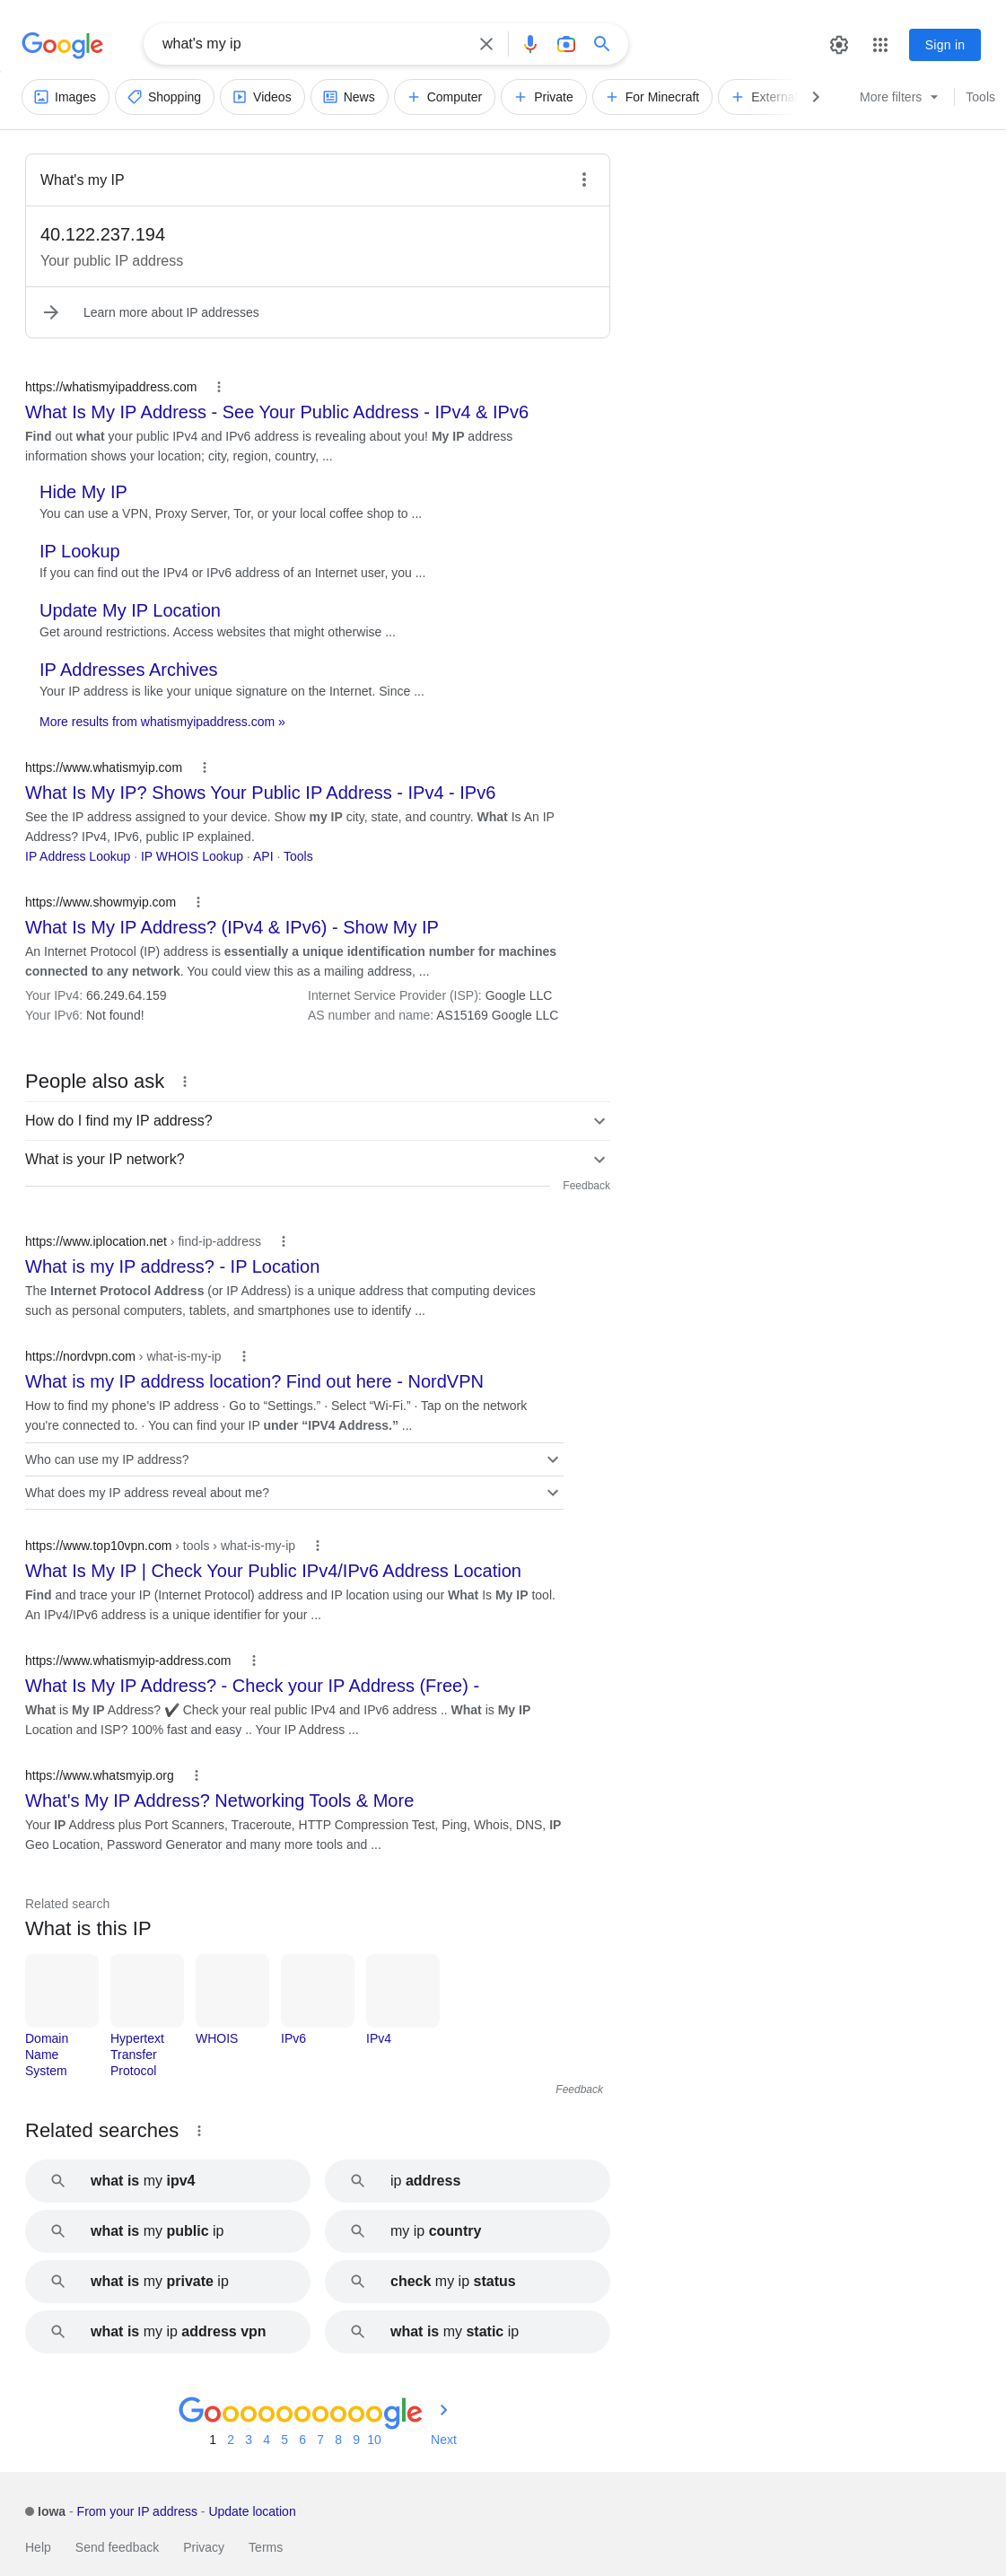 Google
what's my ip
Sign in
Images
Shopping
Videos
News
Computer
Private
For Minecraft
More filters
Tools
What's my IP
40.122.237.194
Your public IP address
Learn more about IP addresses
https://whatismyipaddress.com
What Is My IP Address - See Your Public Address - IPv4 & IPv6
Find out what your public IPv4 and IPv6 address is revealing about you! My IP address
information shows your location; city, region, country, ...
Hide My IP
You can use a VPN, Proxy Server, Tor, or your local coffee shop to ...
IP Lookup
If you can find out the IPv4 or IPv6 address of an Internet user, you ...
Update My IP Location
Get around restrictions. Access websites that might otherwise ...
IP Addresses Archives
Your IP address is like your unique signature on the Internet. Since ...
More results from whatismyipaddress.com »
https://www.whatismyip.com
What Is My IP? Shows Your Public IP Address - IPv4 - IPv6
See the IP address assigned to your device. Show my IP city, state, and country. What Is An IP
Address? IPv4, IPv6, public IP explained.
IP Address Lookup · IP WHOIS Lookup · API · Tools
https://www.showmyip.com
What Is My IP Address? (IPv4 & IPv6) - Show My IP
An Internet Protocol (IP) address is essentially a unique identification number for machines
connected to any network. You could view this as a mailing address, ...
Your IPv4: 66.249.64.159 Internet Service Provider (ISP): Google LLC
Your IPv6: Not found! AS number and name: AS15169 Google LLC
People also ask
How do I find my IP address?
What is your IP network?
Feedback
https://www.iplocation.net › find-ip-address
What is my IP address? - IP Location
The Internet Protocol Address (or IP Address) is a unique address that computing devices
such as personal computers, tablets, and smartphones use to identify ...
https://nordvpn.com › what-is-my-ip
What is my IP address location? Find out here - NordVPN
How to find my phone's IP address · Go to “Settings.” · Select “Wi-Fi.” · Tap on the network
you're connected to. · You can find your IP under “IPV4 Address.” ...
Who can use my IP address?
What does my IP address reveal about me?
https://www.top10vpn.com › tools › what-is-my-ip
What Is My IP | Check Your Public IPv4/IPv6 Address Location
Find and trace your IP (Internet Protocol) address and IP location using our What Is My IP tool.
An IPv4/IPv6 address is a unique identifier for your ...
https://www.whatismyip-address.com
What Is My IP Address? - Check your IP Address (Free) -
What is My IP Address? ✔️ Check your real public IPv4 and IPv6 address .. What is My IP
Location and ISP? 100% fast and easy .. Your IP Address ...
https://www.whatsmyip.org
What's My IP Address? Networking Tools & More
Your IP Address plus Port Scanners, Traceroute, HTTP Compression Test, Ping, Whois, DNS, IP
Geo Location, Password Generator and many more tools and ...
Related search
What is this IP
Domain
Name
System
Hypertext
Transfer
Protocol
WHOIS
IPv6
IPv4
Feedback
Related searches
what is my ipv4
ip address
what is my public ip
my ip country
what is my private ip
check my ip status
what is my ip address vpn
what is my static ip
Goooooooooogle
1 2 3 4 5 6 7 8 9 10 Next
Iowa - From your IP address - Update location
Help Send feedback Privacy Terms